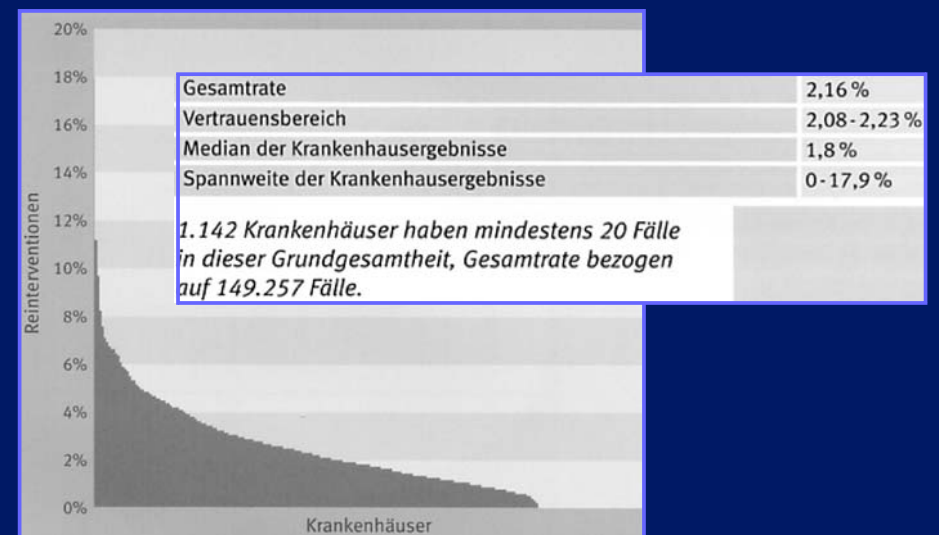 20%
18%
16%
14%
12%
10%
8%
6%
4%
2%
0%
Reinterventionen
Krankenhäuser
Gesamtrate 2,16 %
Vertrauensbereich 2,08 - 2,23 %
Median der Krankenhausergebnisse 1,8 %
Spannweite der Krankenhausergebnisse 0 - 17,9 %
1.142 Krankenhäuser haben mindestens 20 Fälle
in dieser Grundgesamtheit, Gesamtrate bezogen
auf 149.257 Fälle.